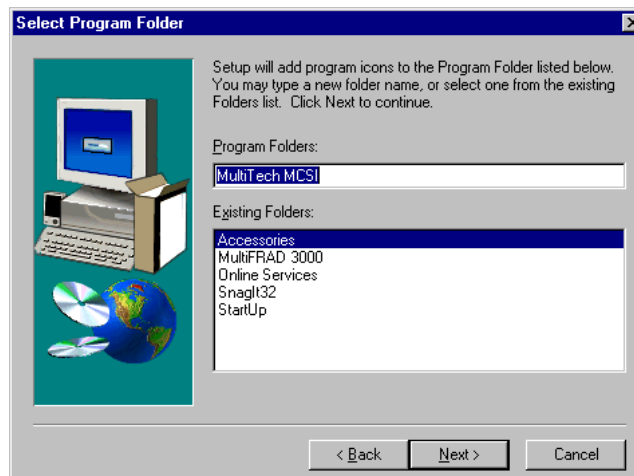 Select Program Folder
Setup will add program icons to the Program Folder listed below.
You may type a new folder name, or select one from the existing
Folders list. Click Next to continue.
Program Folders:
MultiTech MCSI
Existing Folders:
Accessories
MultiFRAD 3000
Online Services
SnagIt32
StartUp
< Back
Next >
Cancel